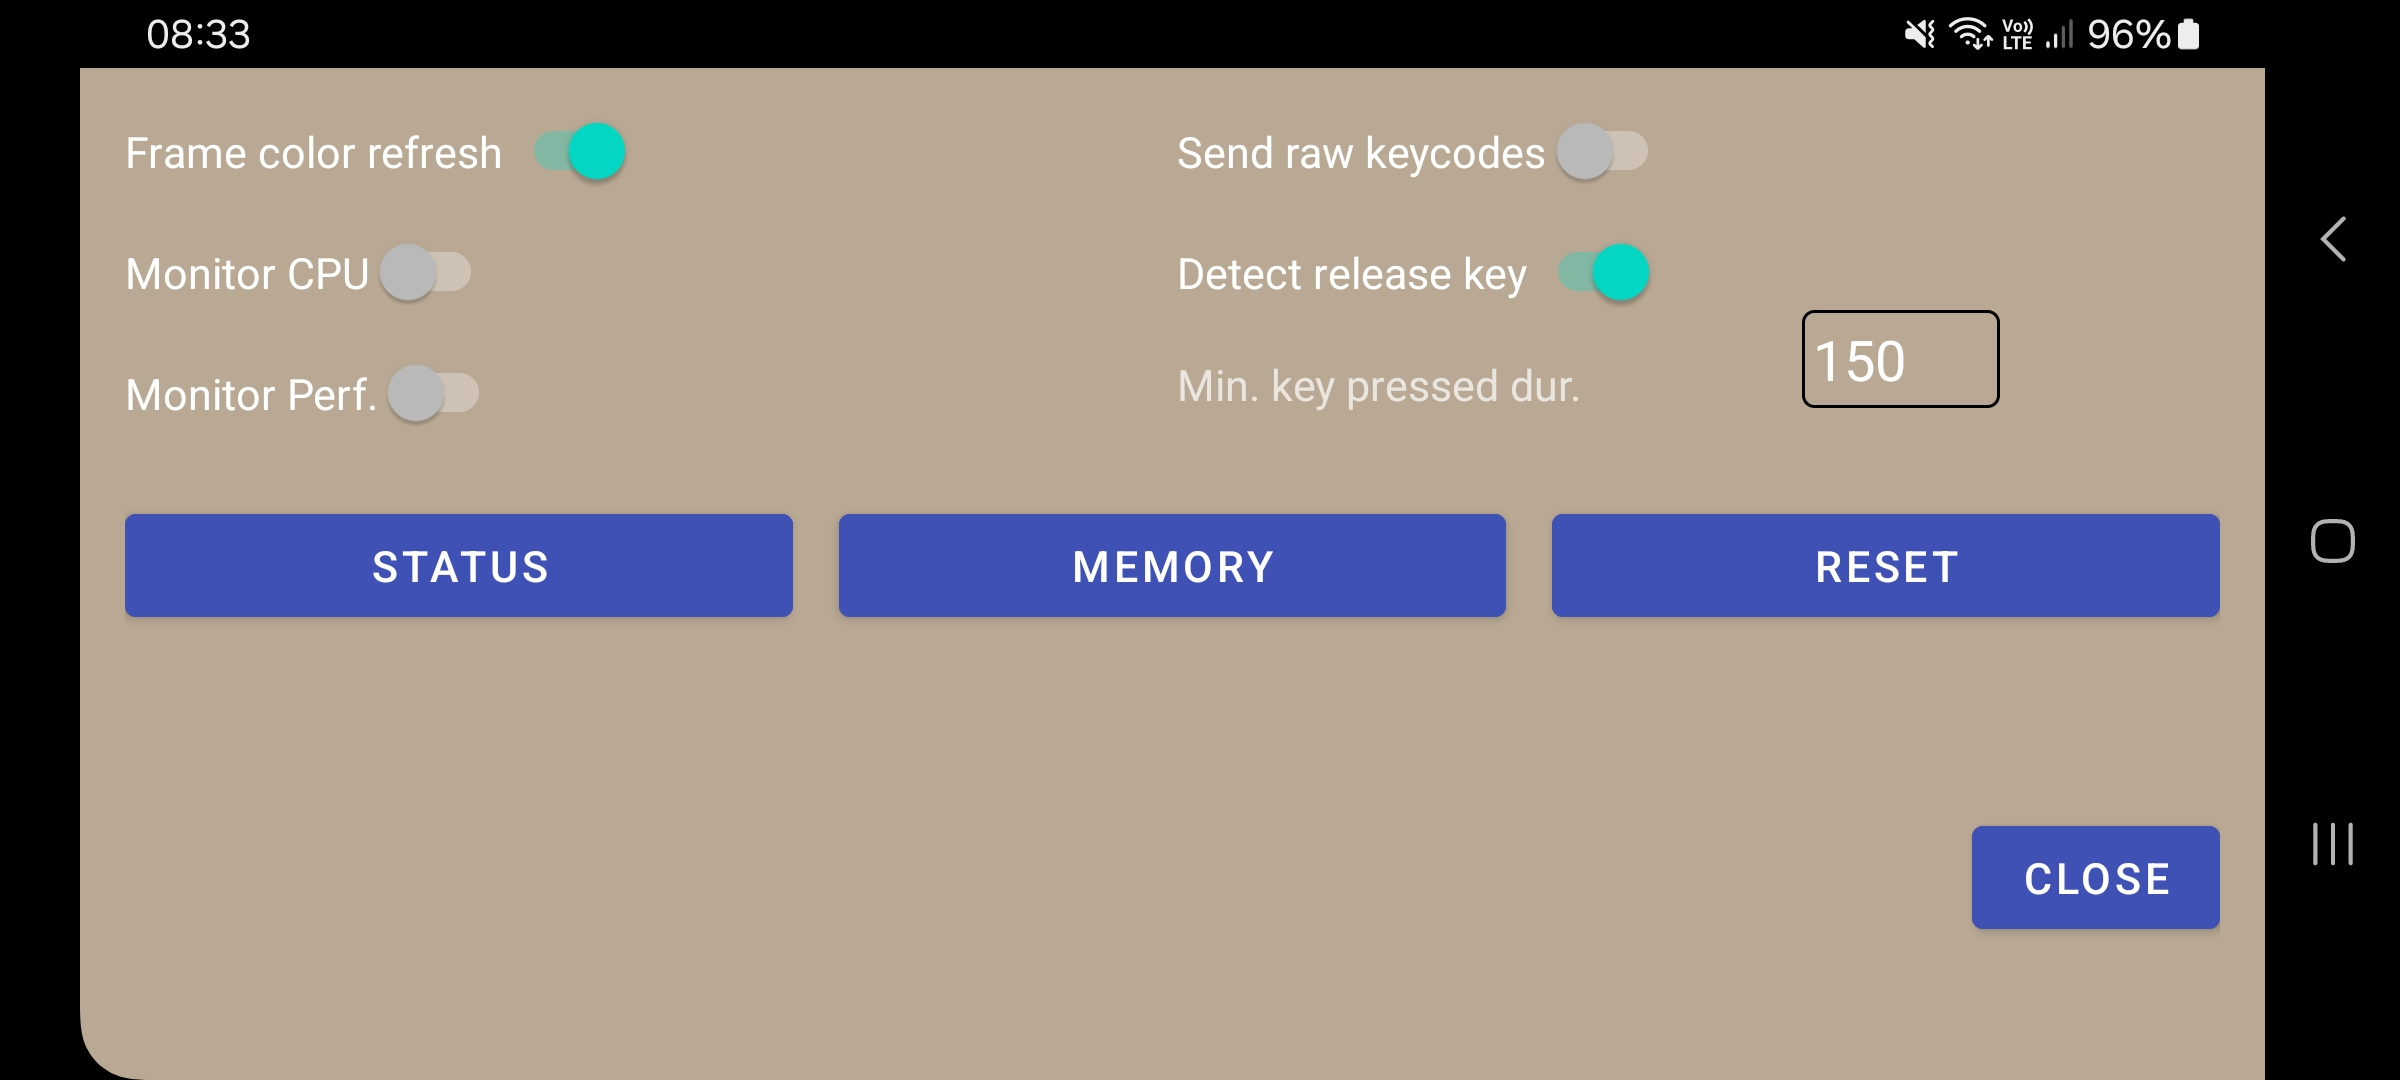 08:33
Vo)) LTE
96%
Frame color refresh
Send raw keycodes
Monitor CPU
Detect release key
Monitor Perf.
Min. key pressed dur.
150
STATUS
MEMORY
RESET
CLOSE